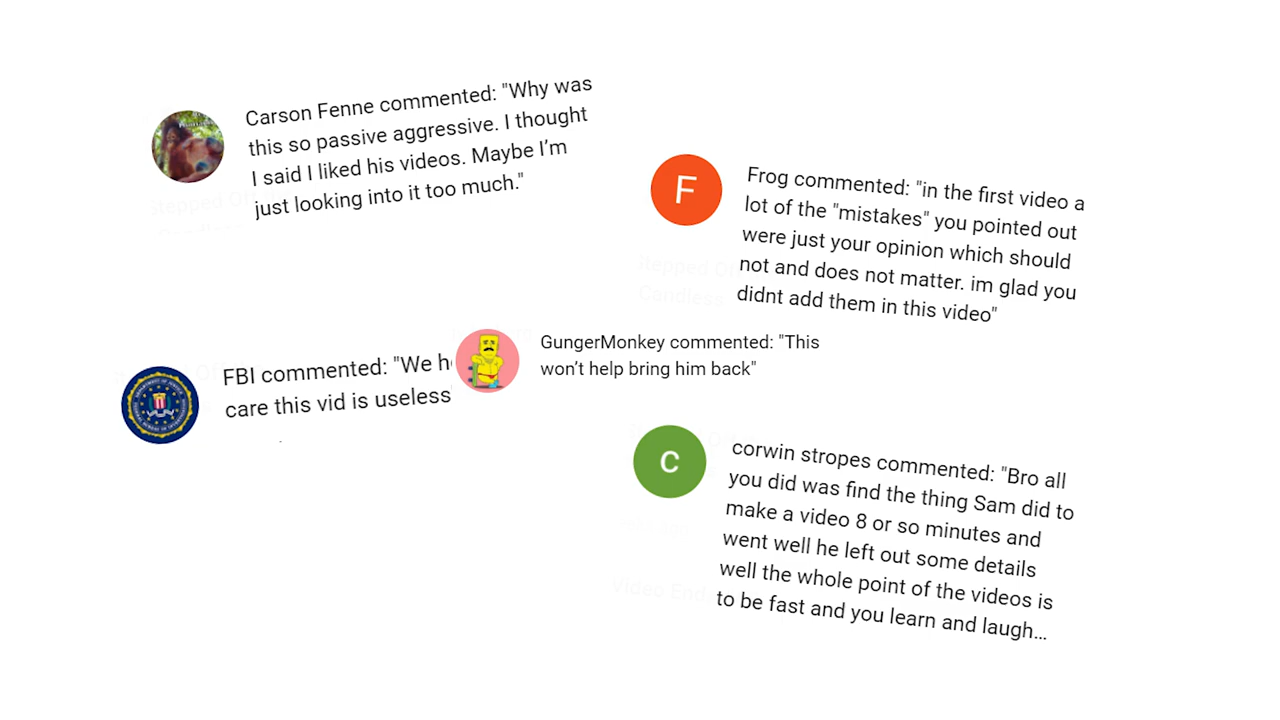 Carson Fenne commented: "Why was
this so passive aggressive. I thought
I said I liked his videos. Maybe I'm
just looking into it too much."
F
Frog commented: "in the first video a
lot of the "mistakes" you pointed out
were just your opinion which should
not and does not matter. im glad you
didnt add them in this video"
GungerMonkey commented: "This
won't help bring him back"
FBI commented: "We
care this vid is useless
C
corwin stropes commented: "Bro all
you did was find the thing Sam did to
make a video 8 or so minutes and
went well he left out some details
well the whole point of the videos is
to be fast and you learn and laugh...
Stepped
Stepped
Candless
Video End